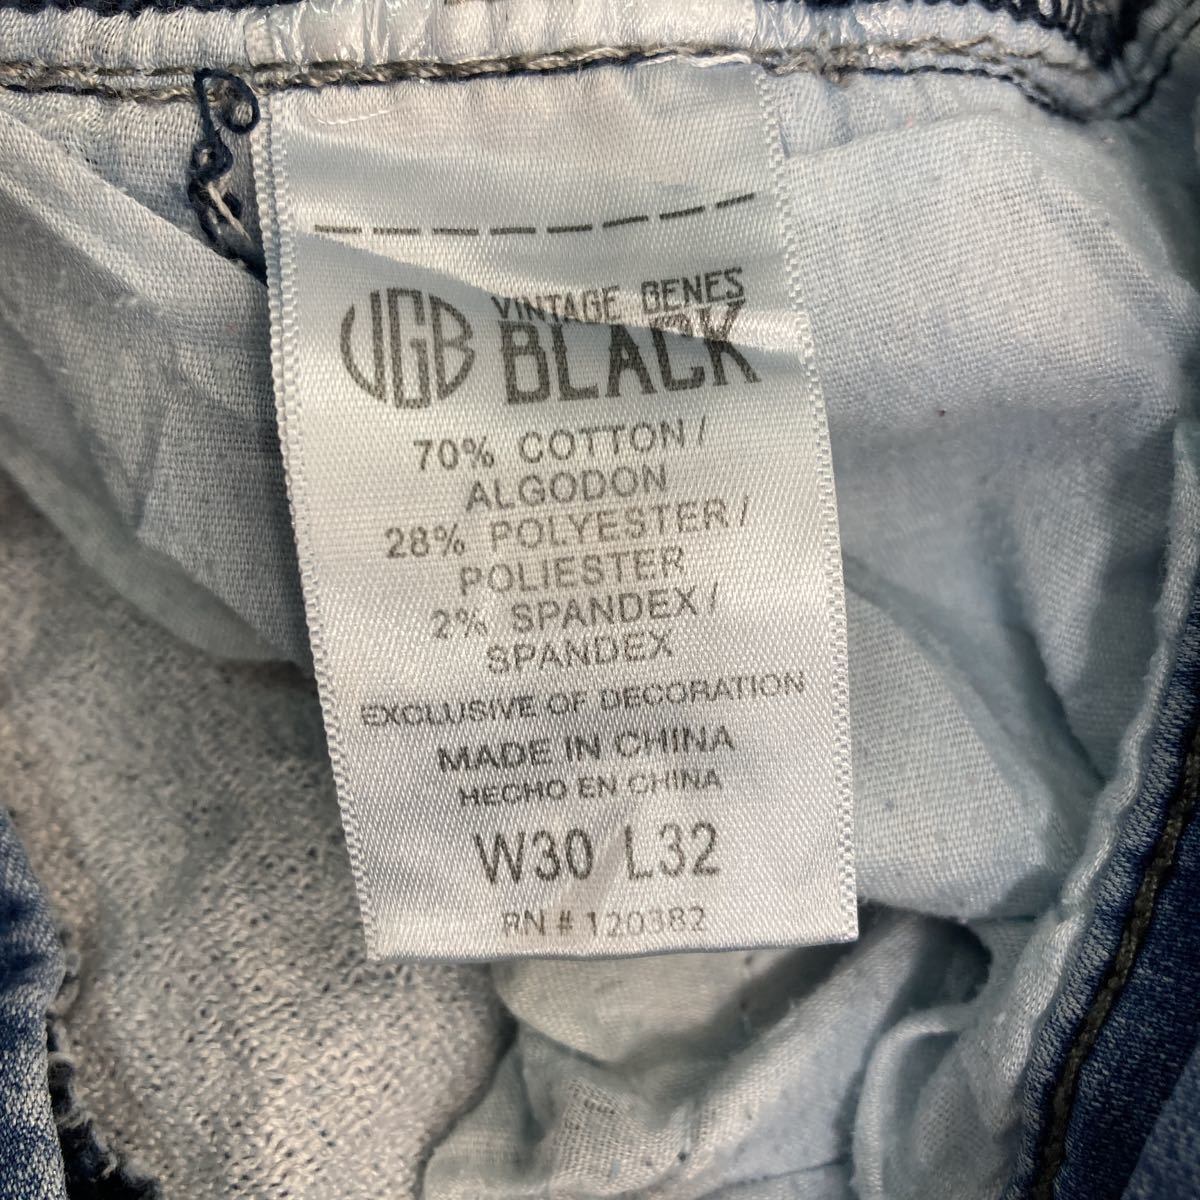 VGB VINTAGE GENES
BLACK
70% COTTON/
ALGODON
28% POLYESTER/
POLIESTER
2% SPANDEX/
SPANDEX
EXCLUSIVE OF DECORATION
MADE IN CHINA
HECHO EN CHINA
W30 L32
RN # 120382